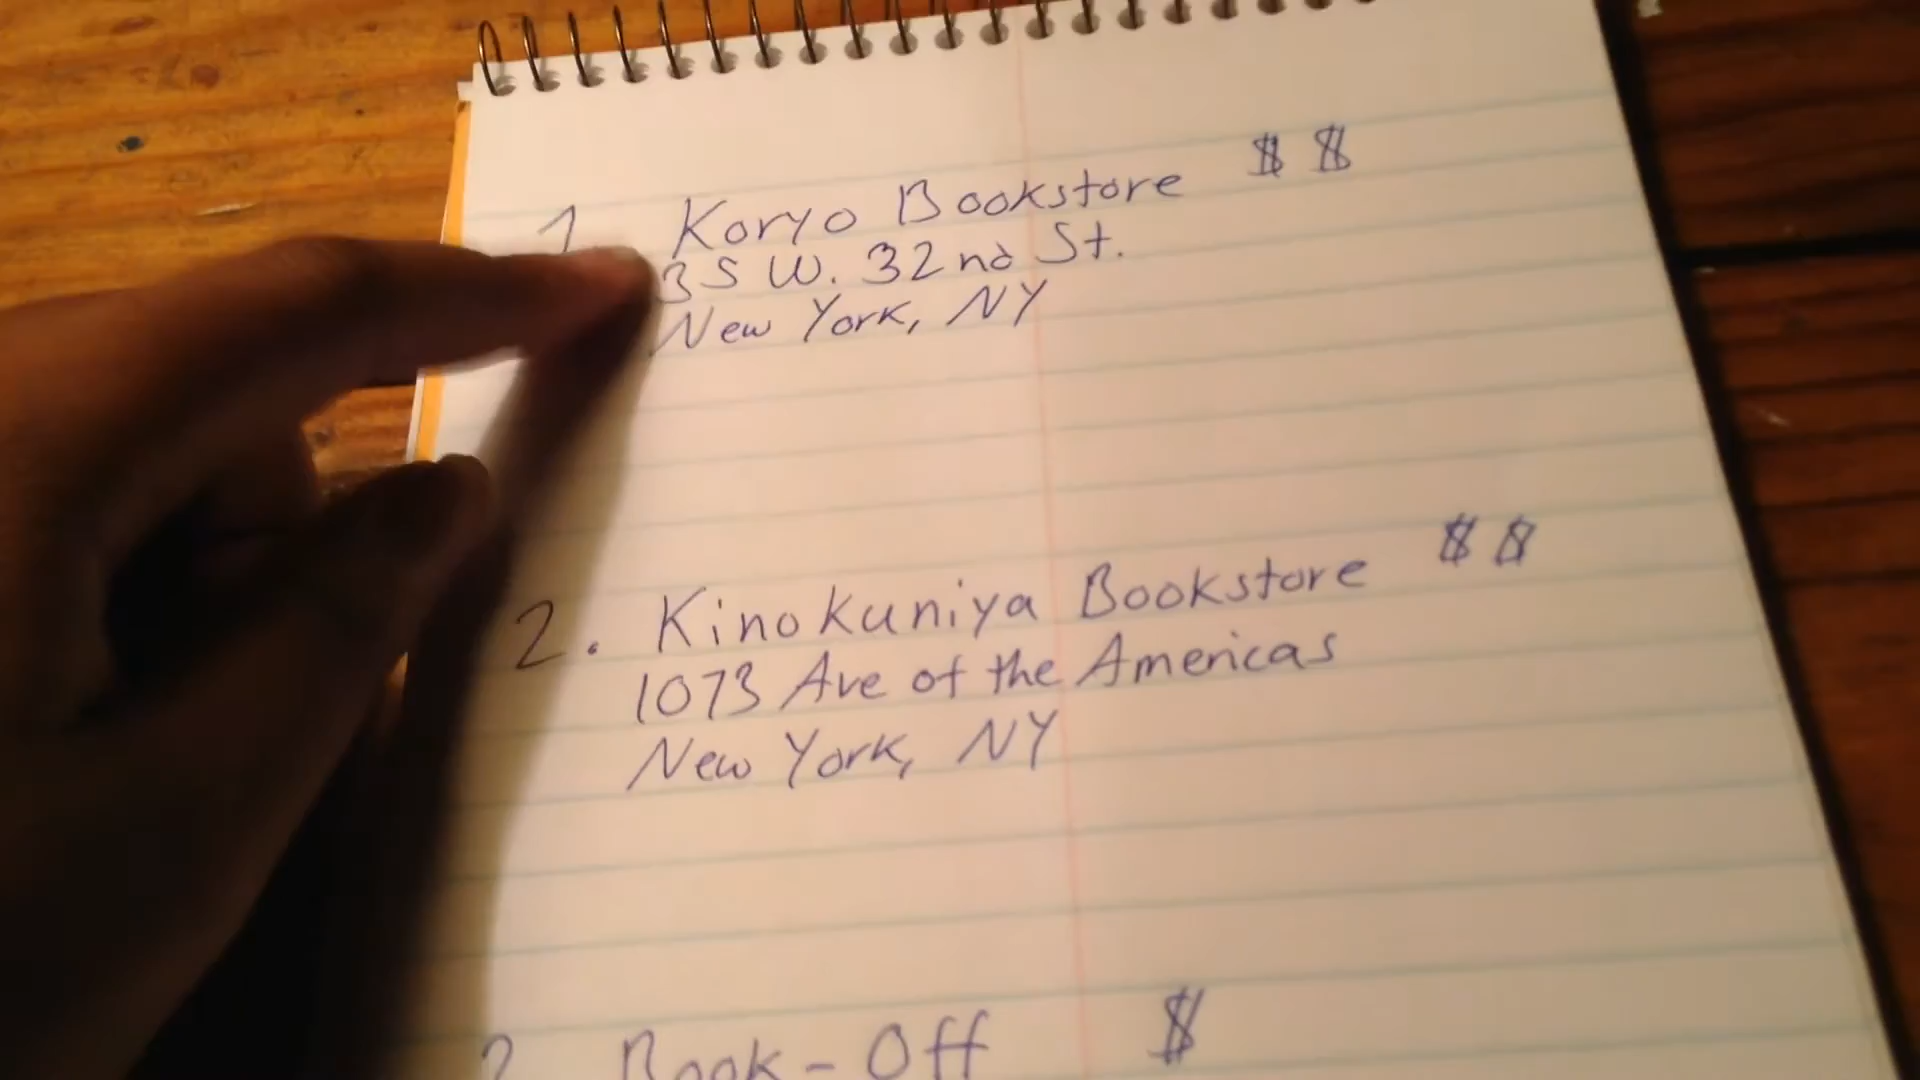 1 Koryo Bookstore $ $
35 W. 32nd St.
New York, NY
2. Kinokuniya Bookstore $ $
1073 Ave of the Americas
New York, NY
3 Book-Off $